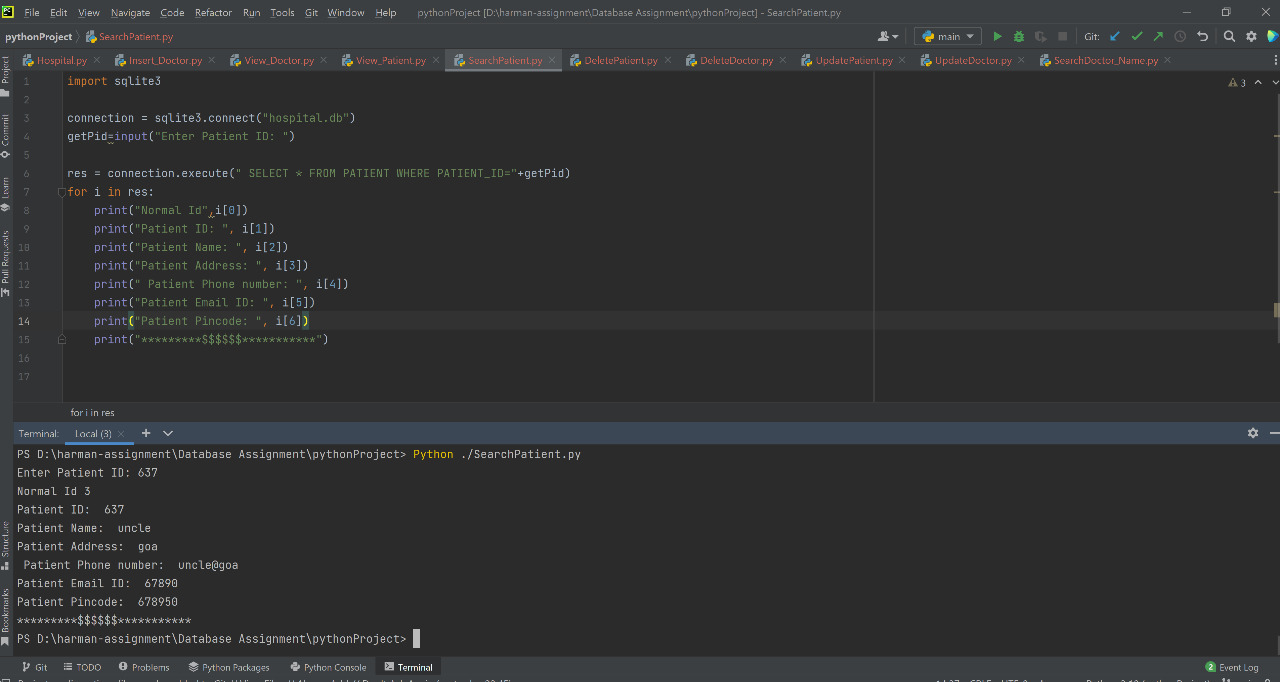 File Edit View Navigate Code Refactor Run Tools Git Window Help pythonProject [D:\harman-assignment\Database Assignment\pythonProject] - SearchPatient.py
pythonProject SearchPatient.py main Git:
Hospital.py Insert_Doctor.py View_Doctor.py View_Patient.py SearchPatient.py DeletePatient.py DeleteDoctor.py UpdatePatient.py UpdateDoctor.py SearchDoctor_Name.py
Project
Commit
Learn
Pull Requests
Structure
Bookmarks
1 import sqlite3
3
2
3 connection = sqlite3.connect("hospital.db")
4 getPid=input("Enter Patient ID: ")
5
6 res = connection.execute(" SELECT * FROM PATIENT WHERE PATIENT_ID="+getPid)
7 for i in res:
8 print("Normal Id",i[0])
9 print("Patient ID: ", i[1])
10 print("Patient Name: ", i[2])
11 print("Patient Address: ", i[3])
12 print(" Patient Phone number: ", i[4])
13 print("Patient Email ID: ", i[5])
14 print("Patient Pincode: ", i[6])
15 print("*********$$$$$$***********")
16
17
for i in res
Terminal: Local (3)
PS D:\harman-assignment\Database Assignment\pythonProject> Python ./SearchPatient.py
Enter Patient ID: 637
Normal Id 3
Patient ID:  637
Patient Name:  uncle
Patient Address:  goa
 Patient Phone number:  uncle@goa
Patient Email ID:  67890
Patient Pincode:  678950
*********$$$$$$***********
PS D:\harman-assignment\Database Assignment\pythonProject>
Git TODO Problems Python Packages Python Console Terminal 2 Event Log